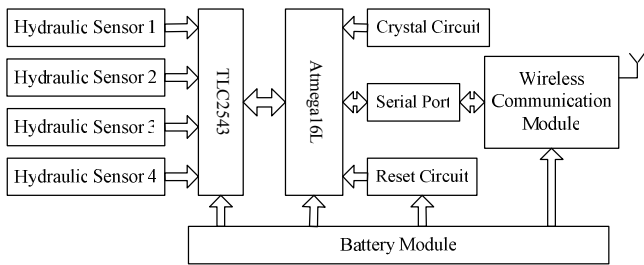 Hydraulic Sensor 1
Hydraulic Sensor 2
Hydraulic Sensor 3
Hydraulic Sensor 4
TLC2543
Atmega16L
Crystal Circuit
Serial Port
Reset Circuit
Wireless
Communication
Module
Battery Module